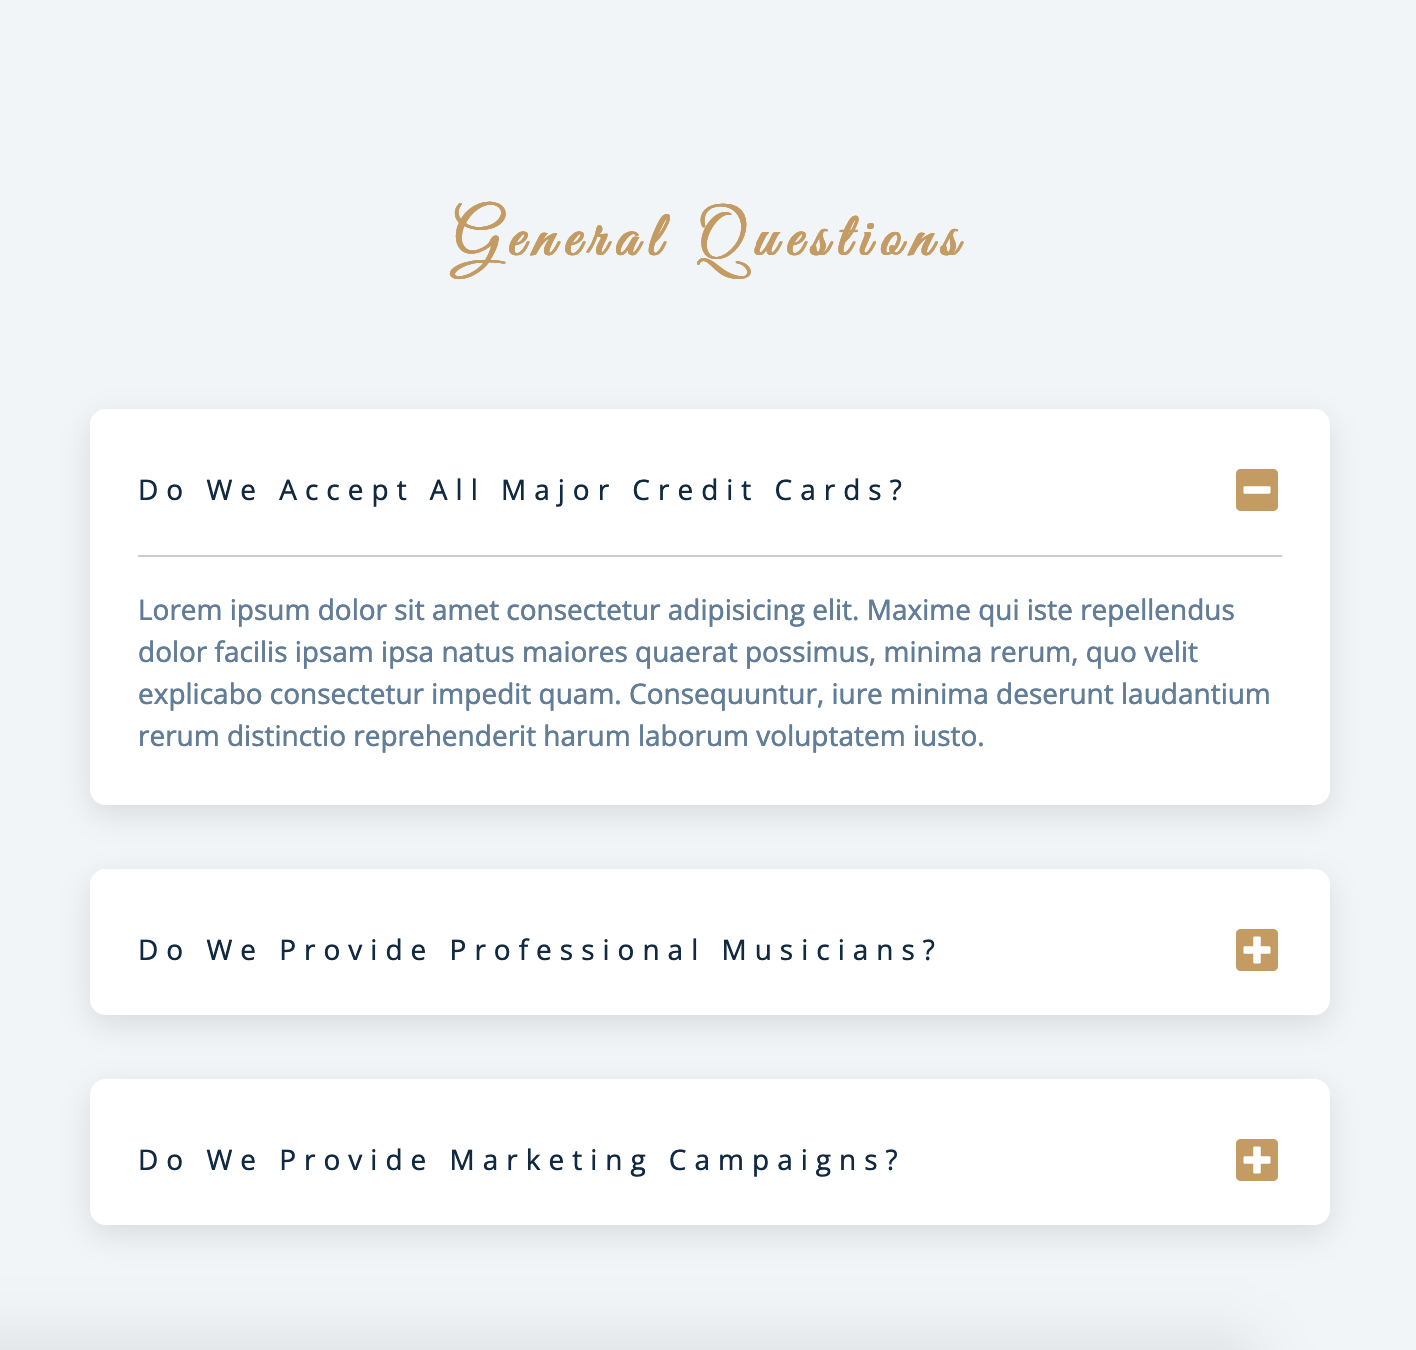 General Questions
Do We Accept All Major Credit Cards?
Lorem ipsum dolor sit amet consectetur adipisicing elit. Maxime qui iste repellendus
dolor facilis ipsam ipsa natus maiores quaerat possimus, minima rerum, quo velit
explicabo consectetur impedit quam. Consequuntur, iure minima deserunt laudantium
rerum distinctio reprehenderit harum laborum voluptatem iusto.
Do We Provide Professional Musicians?
Do We Provide Marketing Campaigns?